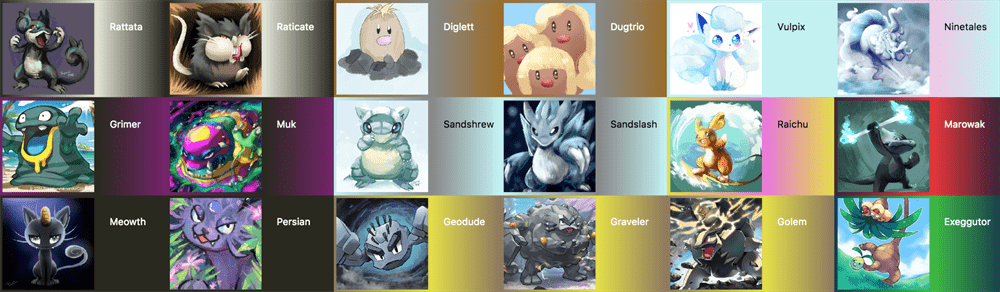 Rattata
Raticate
Diglett
Dugtrio
Vulpix
Ninetales
Grimer
Muk
Sandshrew
Sandslash
Raichu
Marowak
Meowth
Persian
Geodude
Graveler
Golem
Exeggutor